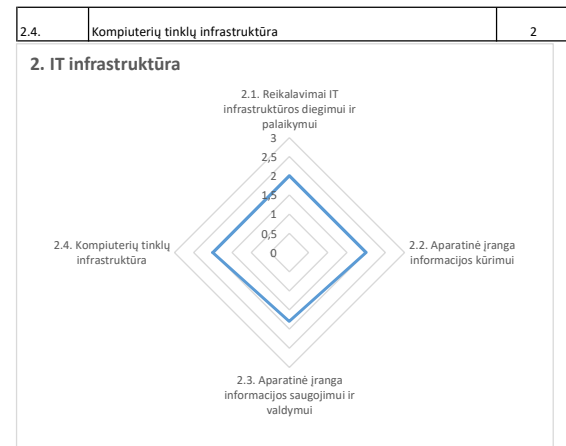 2.4. Kompiuterių tinklų infrastruktūra 2
2. IT infrastruktūra
2.1. Reikalavimai IT
infrastruktūros diegimui ir
palaikymui
3
2,5
2
1,5
1
0,5
0
2.4. Kompiuterių tinklų
infrastruktūra
2.2. Aparatinė įranga
informacijos kūrimui
2.3. Aparatinė įranga
informacijos saugojimui ir
valdymui